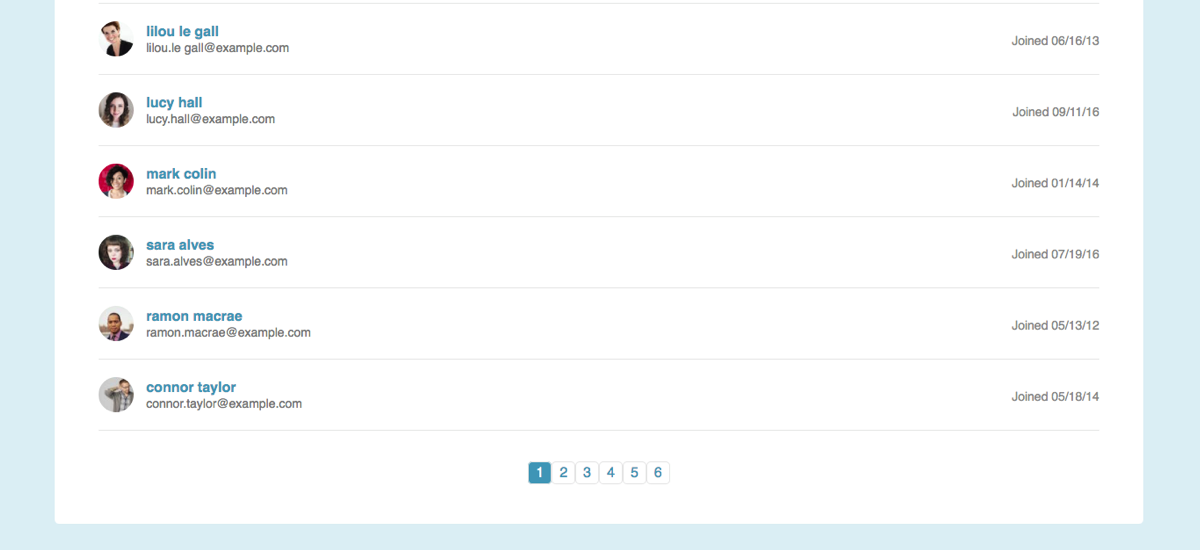 lilou le gall
lilou.le gall@example.com
Joined 06/16/13
lucy hall
lucy.hall@example.com
Joined 09/11/16
mark colin
mark.colin@example.com
Joined 01/14/14
sara alves
sara.alves@example.com
Joined 07/19/16
ramon macrae
ramon.macrae@example.com
Joined 05/13/12
connor taylor
connor.taylor@example.com
Joined 05/18/14
1 2 3 4 5 6